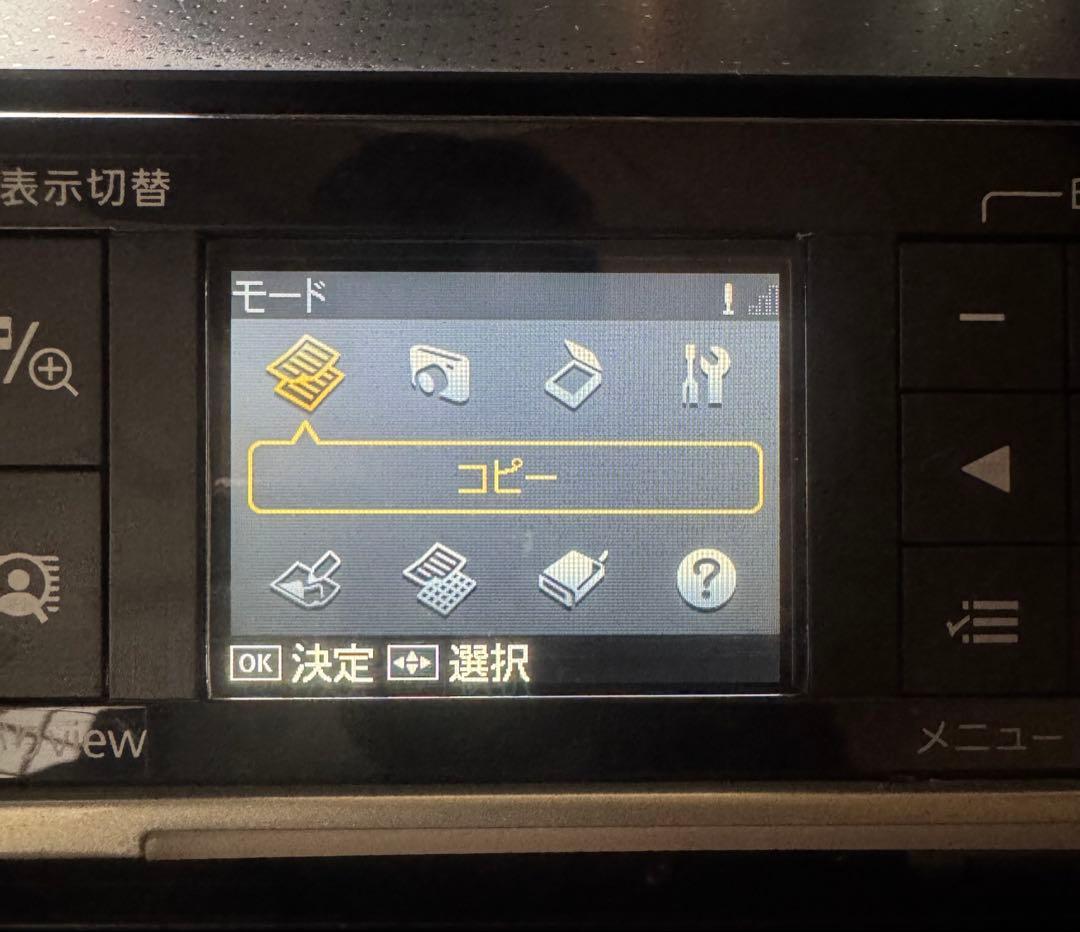 表示切替
モード
コピー
OK 決定 選択
view
メニュー